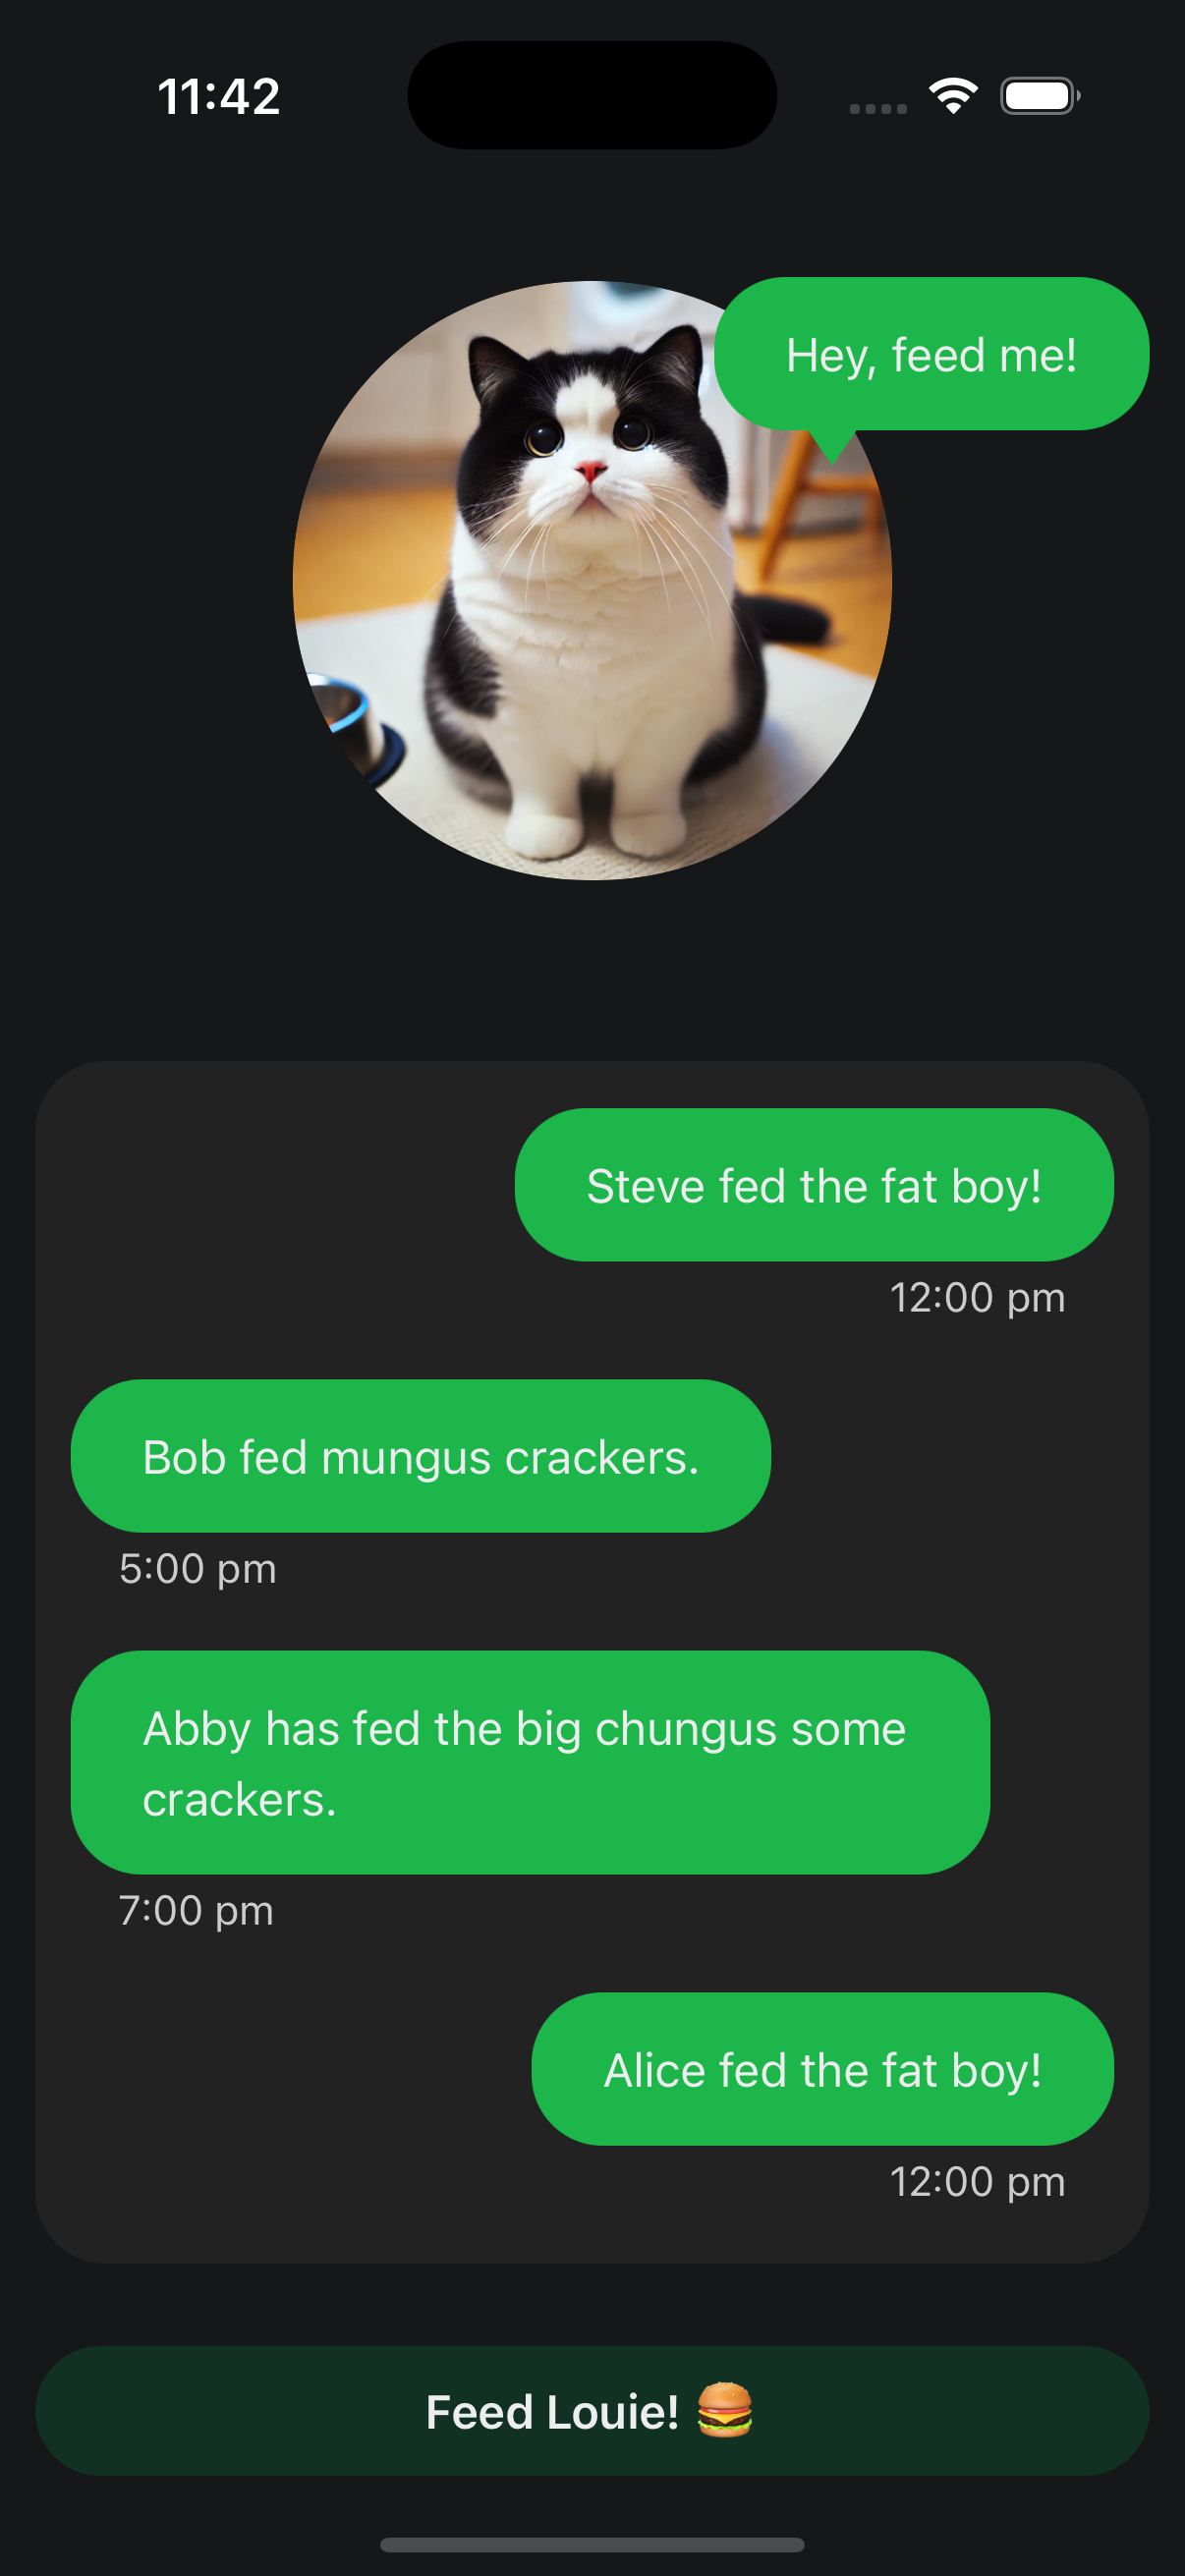 11:42
Hey, feed me!
Steve fed the fat boy!
12:00 pm
Bob fed mungus crackers.
5:00 pm
Abby has fed the big chungus some
crackers.
7:00 pm
Alice fed the fat boy!
12:00 pm
Feed Louie! 🍔